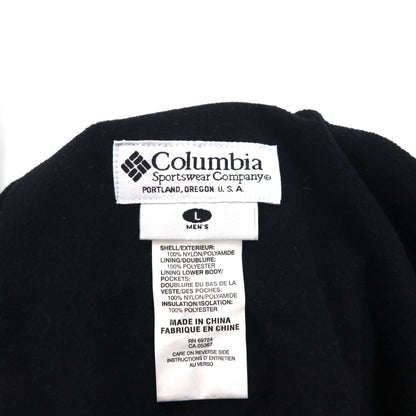 Columbia
Sportswear Company®
PORTLAND, OREGON U.S.A.
L
MEN'S
SHELL/EXTERIEUR:
100% NYLON/POLYAMIDE
LINING/DOUBLURE:
100% POLYESTER
LINING LOWER BODY/
POCKETS:
DOUBLURE DU BAS DE LA
VESTE/DES POCHES:
100% NYLON/POLYAMIDE
INSULATION/ISOLATION:
100% POLYESTER
MADE IN CHINA
FABRIQUE EN CHINE
RN 69724
CA 05367
CARE ON REVERSE SIDE
INSTRUCTIONS D'ENTRETIEN
AU VERSO